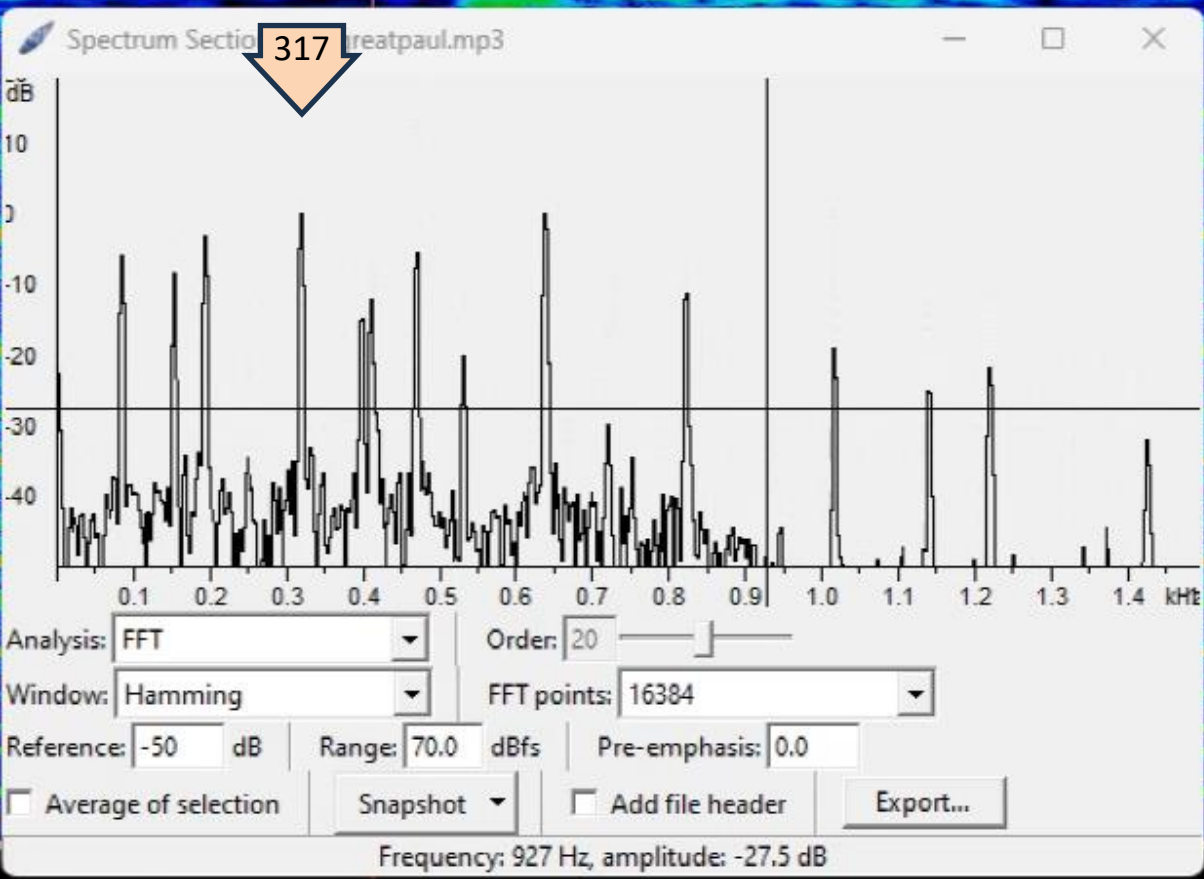 Spectrum Sectio
317
reatpaul.mp3
dB
10
0
-10
-20
-30
-40
0.1 0.2 0.3 0.4 0.5 0.6 0.7 0.8 0.9 1.0 1.1 1.2 1.3 1.4 kHz
Analysis: FFT Order: 20
Window: Hamming FFT points: 16384
Reference: -50 dB Range: 70.0 dBfs Pre-emphasis: 0.0
Average of selection Snapshot Add file header Export...
Frequency: 927 Hz, amplitude: -27.5 dB